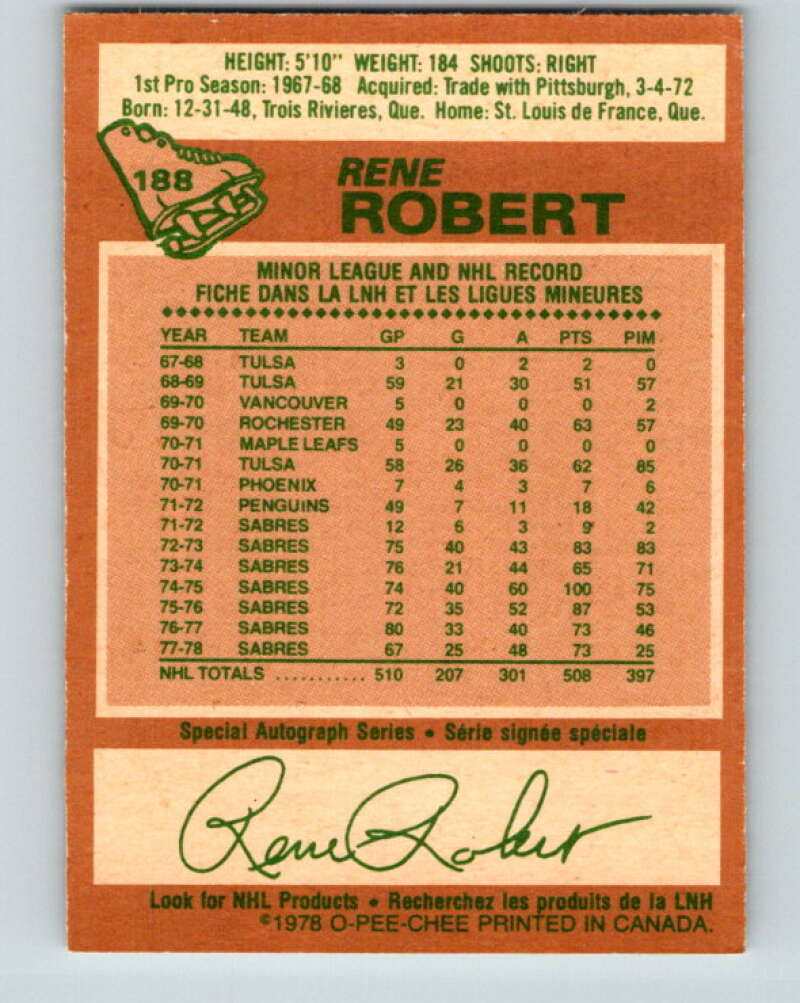 HEIGHT: 5'10" WEIGHT: 184 SHOOTS: RIGHT
1st Pro Season: 1967-68 Acquired: Trade with Pittsburgh, 3-4-72
Born: 12-31-48, Trois Rivieres, Que. Home: St. Louis de France, Que.
188
RENE
ROBERT
MINOR LEAGUE AND NHL RECORD
FICHE DANS LA LNH ET LES LIGUES MINEURES
YEAR TEAM GP G A PTS PIM
67-68 TULSA 3 0 2 2 0
68-69 TULSA 59 21 30 51 57
69-70 VANCOUVER 5 0 0 0 2
69-70 ROCHESTER 49 23 40 63 57
70-71 MAPLE LEAFS 5 0 0 0 0
70-71 TULSA 58 26 36 62 85
70-71 PHOENIX 7 4 3 7 6
71-72 PENGUINS 49 7 11 18 42
71-72 SABRES 12 6 3 9 2
72-73 SABRES 75 40 43 83 83
73-74 SABRES 76 21 44 65 71
74-75 SABRES 74 40 60 100 75
75-76 SABRES 72 35 52 87 53
76-77 SABRES 80 33 40 73 46
77-78 SABRES 67 25 48 73 25
NHL TOTALS ........... 510 207 301 508 397
Special Autograph Series • Série signée spéciale
Rene Robert
Look for NHL Products • Recherchez les produits de la LNH
©1978 O-PEE-CHEE PRINTED IN CANADA.